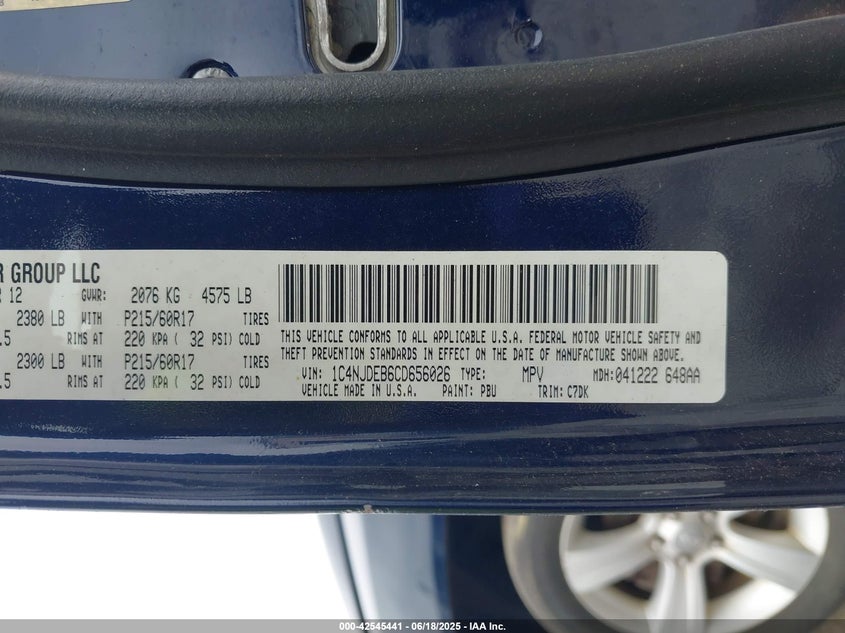 R GROUP LLC
12 GVWR: 2076 KG 4575 LB
2380 LB WITH P215/60R17 TIRES
.5 RIMS AT 220 KPA ( 32 PSI) COLD
2300 LB WITH P215/60R17 TIRES
.5 RIMS AT 220 KPA ( 32 PSI) COLD
THIS VEHICLE CONFORMS TO ALL APPLICABLE U.S.A. FEDERAL MOTOR VEHICLE SAFETY AND
THEFT PREVENTION STANDARDS IN EFFECT ON THE DATE OF MANUFACTURE SHOWN ABOVE.
VIN: 1C4NJDEB6CD656026 TYPE: MPV MDH:041222 648AA
VEHICLE MADE IN U.S.A. PAINT: PBU TRIM: C7DK
000-42545441 - 06/18/2025 - IAA Inc.